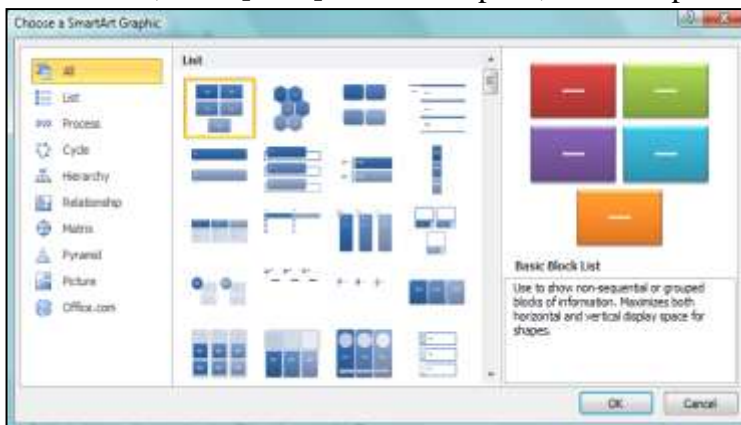 Choose a SmartArt Graphic
All
List
Process
Cycle
Hierarchy
Relationship
Matrix
Pyramid
Picture
Office.com
List
Basic Block List
Use to show non-sequential or grouped
blocks of information. Maximizes both
horizontal and vertical display space for
shapes.
OK
Cancel